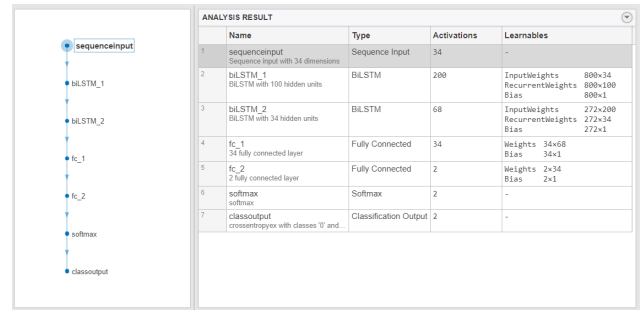 sequenceinput
biLSTM_1
biLSTM_2
fc_1
fc_2
softmax
classoutput
ANALYSIS RESULT
Name Type Activations Learnables
1 sequenceinput Sequence Input 34 -
Sequence input with 34 dimensions
2 biLSTM_1 BiLSTM 200 InputWeights 800×34
BiLSTM with 100 hidden units RecurrentWeights 800×100
Bias 800×1
3 biLSTM_2 BiLSTM 68 InputWeights 272×200
BiLSTM with 34 hidden units RecurrentWeights 272×34
Bias 272×1
4 fc_1 Fully Connected 34 Weights 34×68
34 fully connected layer Bias 34×1
5 fc_2 Fully Connected 2 Weights 2×34
2 fully connected layer Bias 2×1
6 softmax Softmax 2 -
softmax
7 classoutput Classification Output 2 -
crossentropyex with classes '0' and...